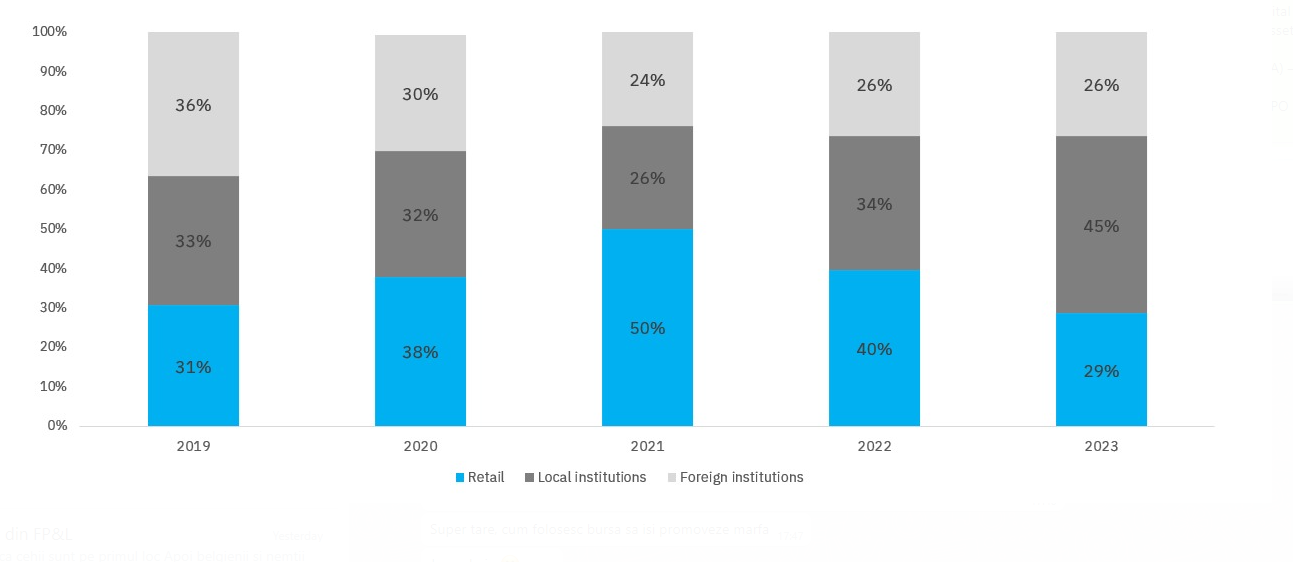 100%
90%
80%
70%
60%
50%
40%
30%
20%
10%
0%
36% 30% 24% 26% 26%
33% 32% 26% 34% 45%
31% 38% 50% 40% 29%
2019 2020 2021 2022 2023
Retail Local institutions Foreign institutions
din FP&L Super tare, cum folosesc bursa sa isi promoveze marfa